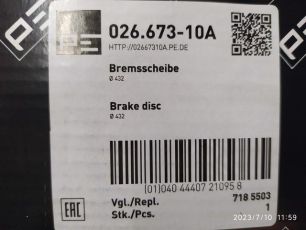 PE
026.673-10A
HTTP://02667310A.PE.DE
Bremsscheibe
Ø 432
Brake disc
Ø 432
(01)040 44407 21095 8
Vgl./Repl. 718 5503
Stk./Pcs. 1
EAC
2023/7/10 11:59